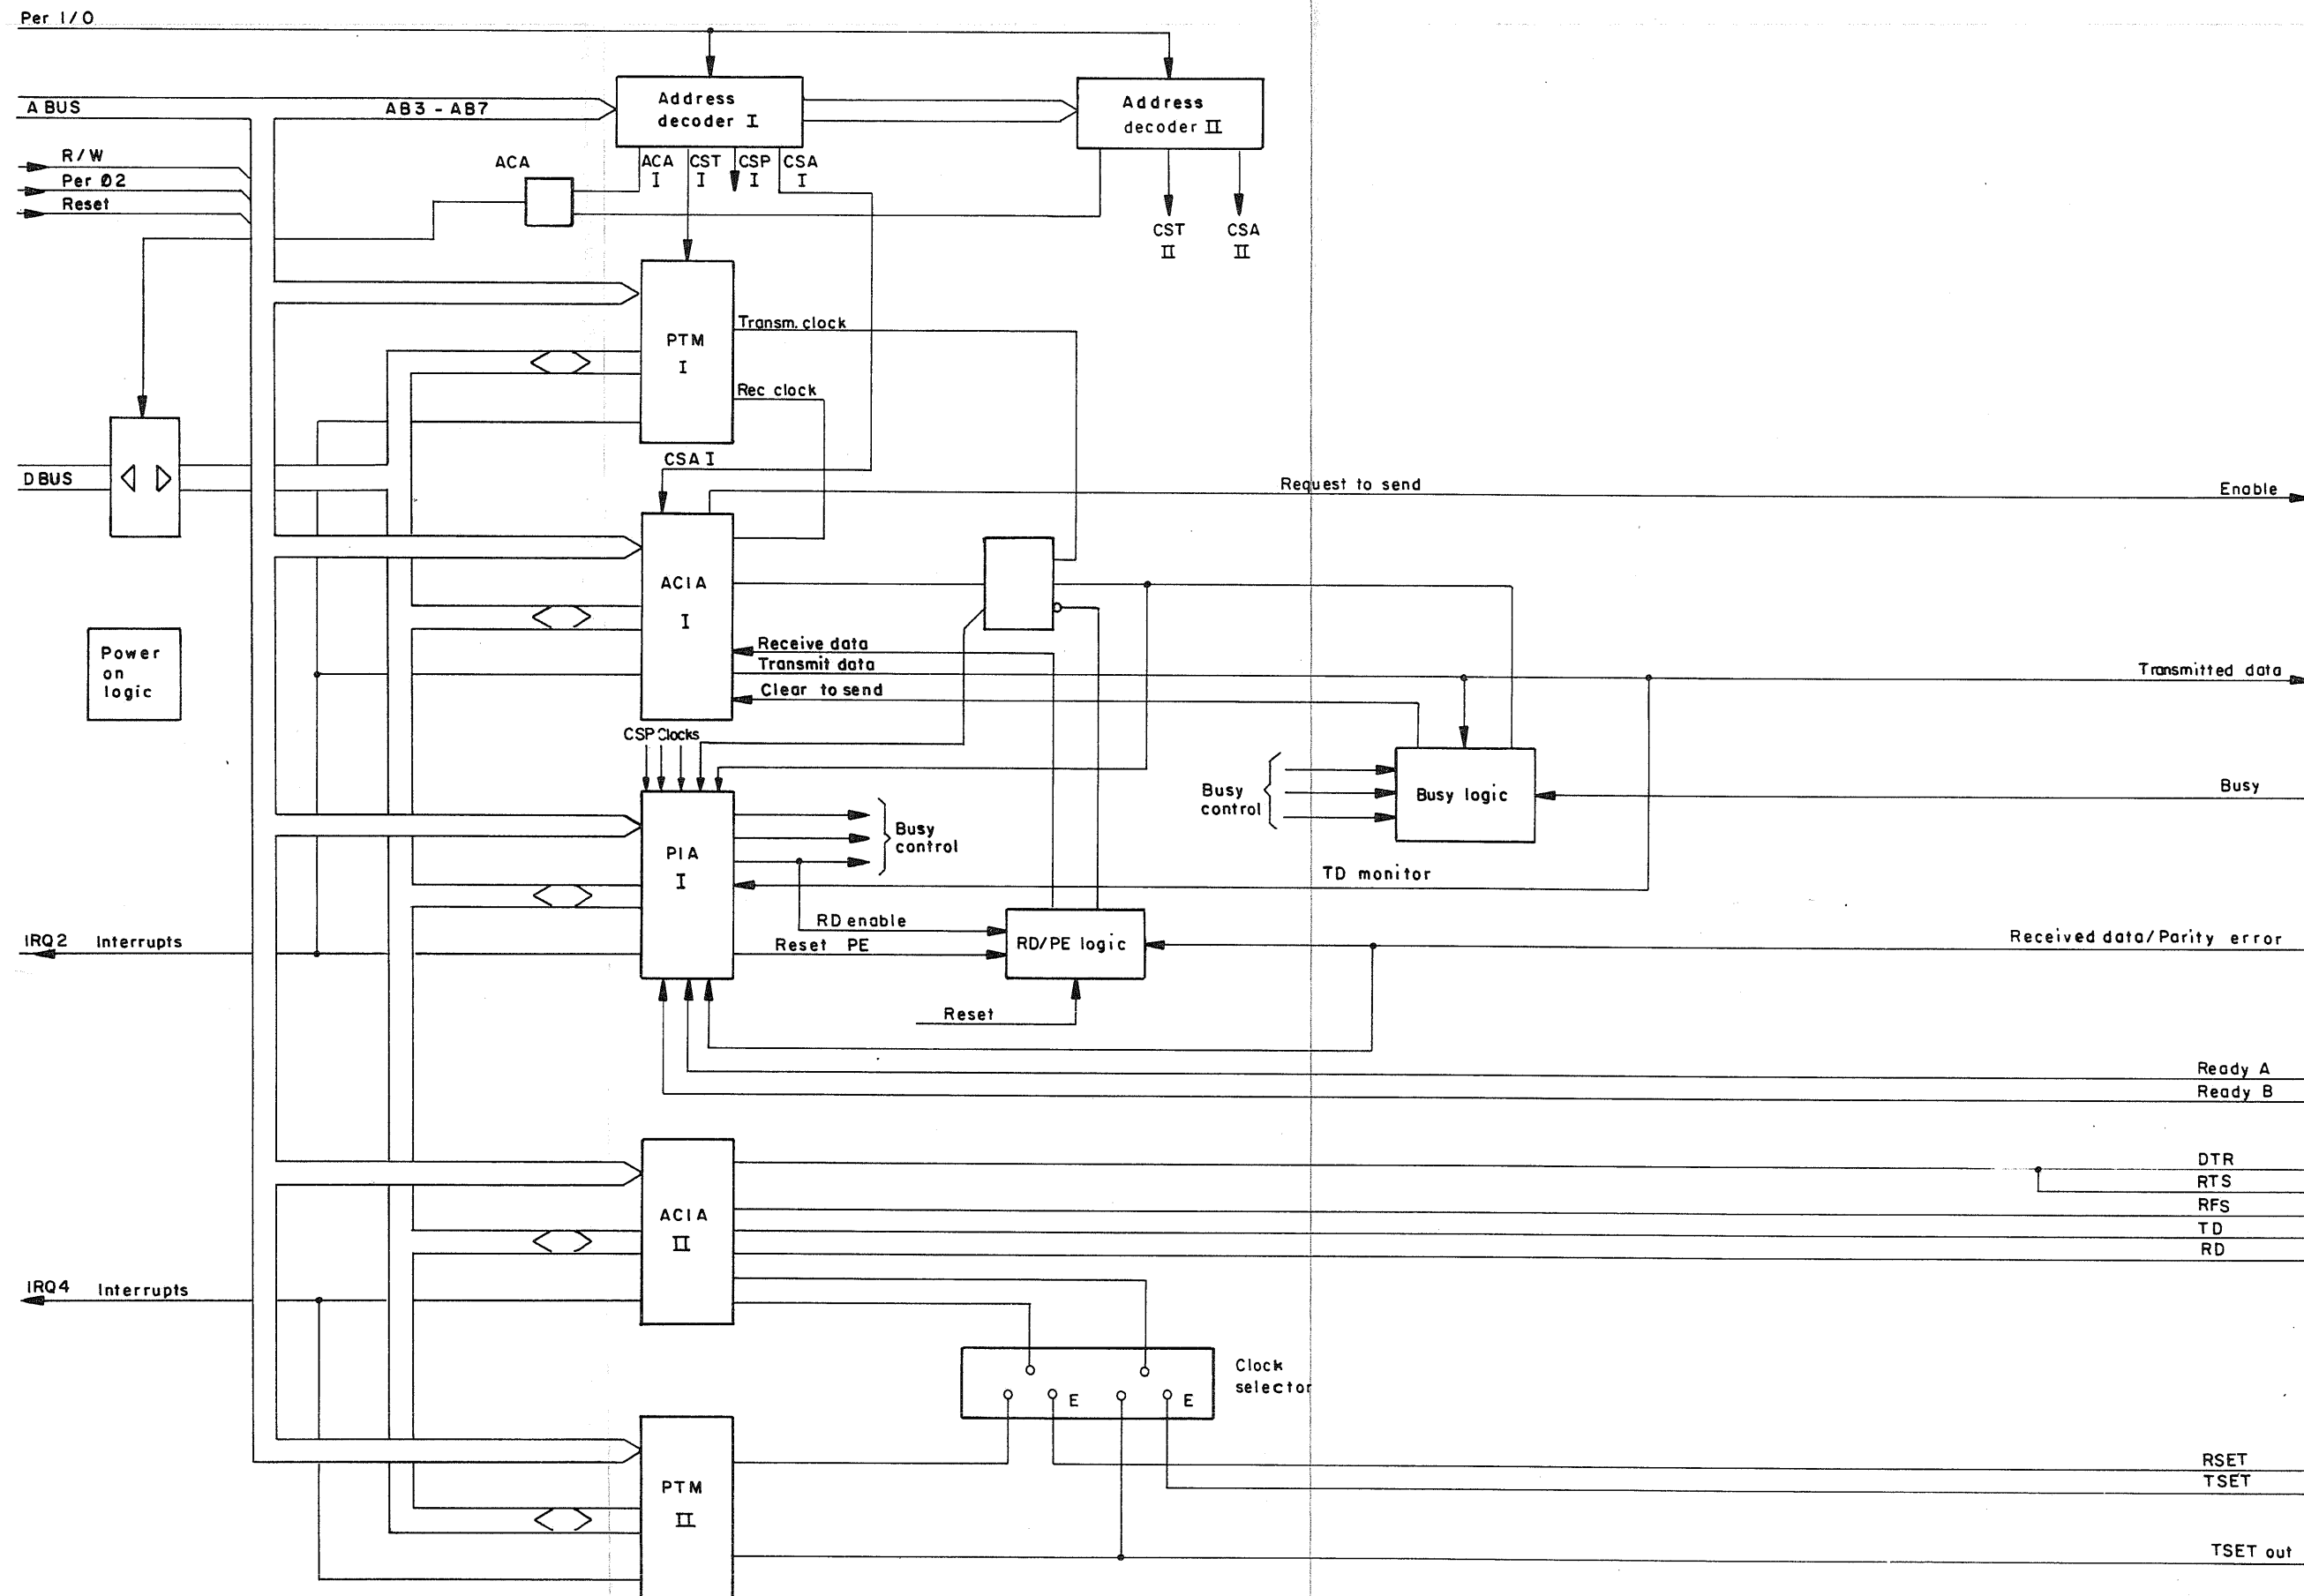 Per I/O
A BUS
AB3 - AB7
Address
decoder I
Address
decoder II
R/W
Per Ø2
Reset
ACA
ACA
I
CST
I
CSP
I
CSA
I
CST
II
CSA
II
PTM
I
Transm. clock
Rec clock
D BUS
CSA I
Request to send
Enable
ACIA
I
Power
on
logic
Receive data
Transmit data
Clear to send
Transmitted data
CSP Clocks
Busy
control
Busy logic
Busy
PIA
I
Busy
control
TD monitor
RD enable
Reset PE
RD/PE logic
Received data/Parity error
IRQ2 Interrupts
Reset
Ready A
Ready B
ACIA
II
DTR
RTS
RFS
TD
RD
IRQ4 Interrupts
Clock
selector
E
E
PTM
II
RSET
TSET
TSET out